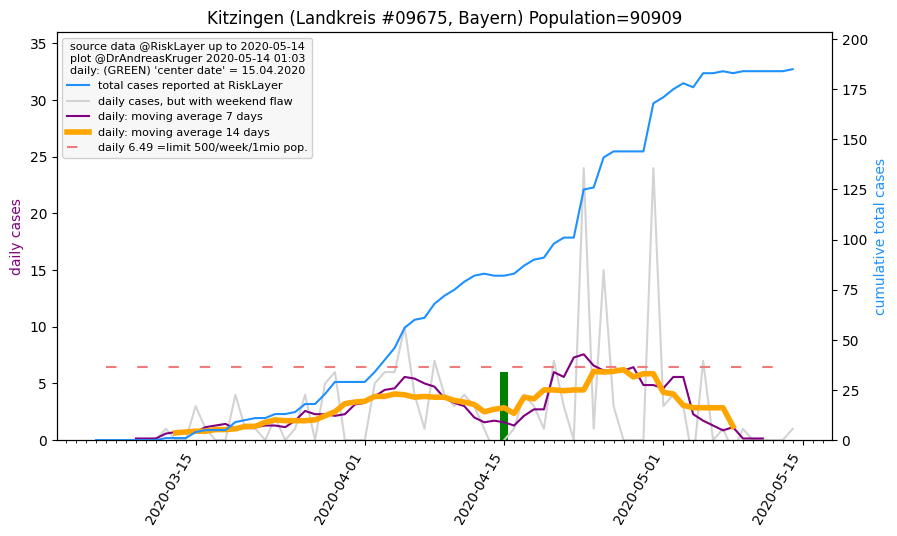 Kitzingen (Landkreis #09675, Bayern) Population=90909
source data @RiskLayer up to 2020-05-14
plot @DrAndreasKruger 2020-05-14 01:03
daily: (GREEN) 'center date' = 15.04.2020
total cases reported at RiskLayer
daily cases, but with weekend flaw
daily: moving average 7 days
daily: moving average 14 days
daily 6.49 =limit 500/week/1mio pop.
daily cases
35
30
25
20
15
10
5
0
cumulative total cases
200
175
150
125
100
75
50
25
0
2020-03-15
2020-04-01
2020-04-15
2020-05-01
2020-05-15